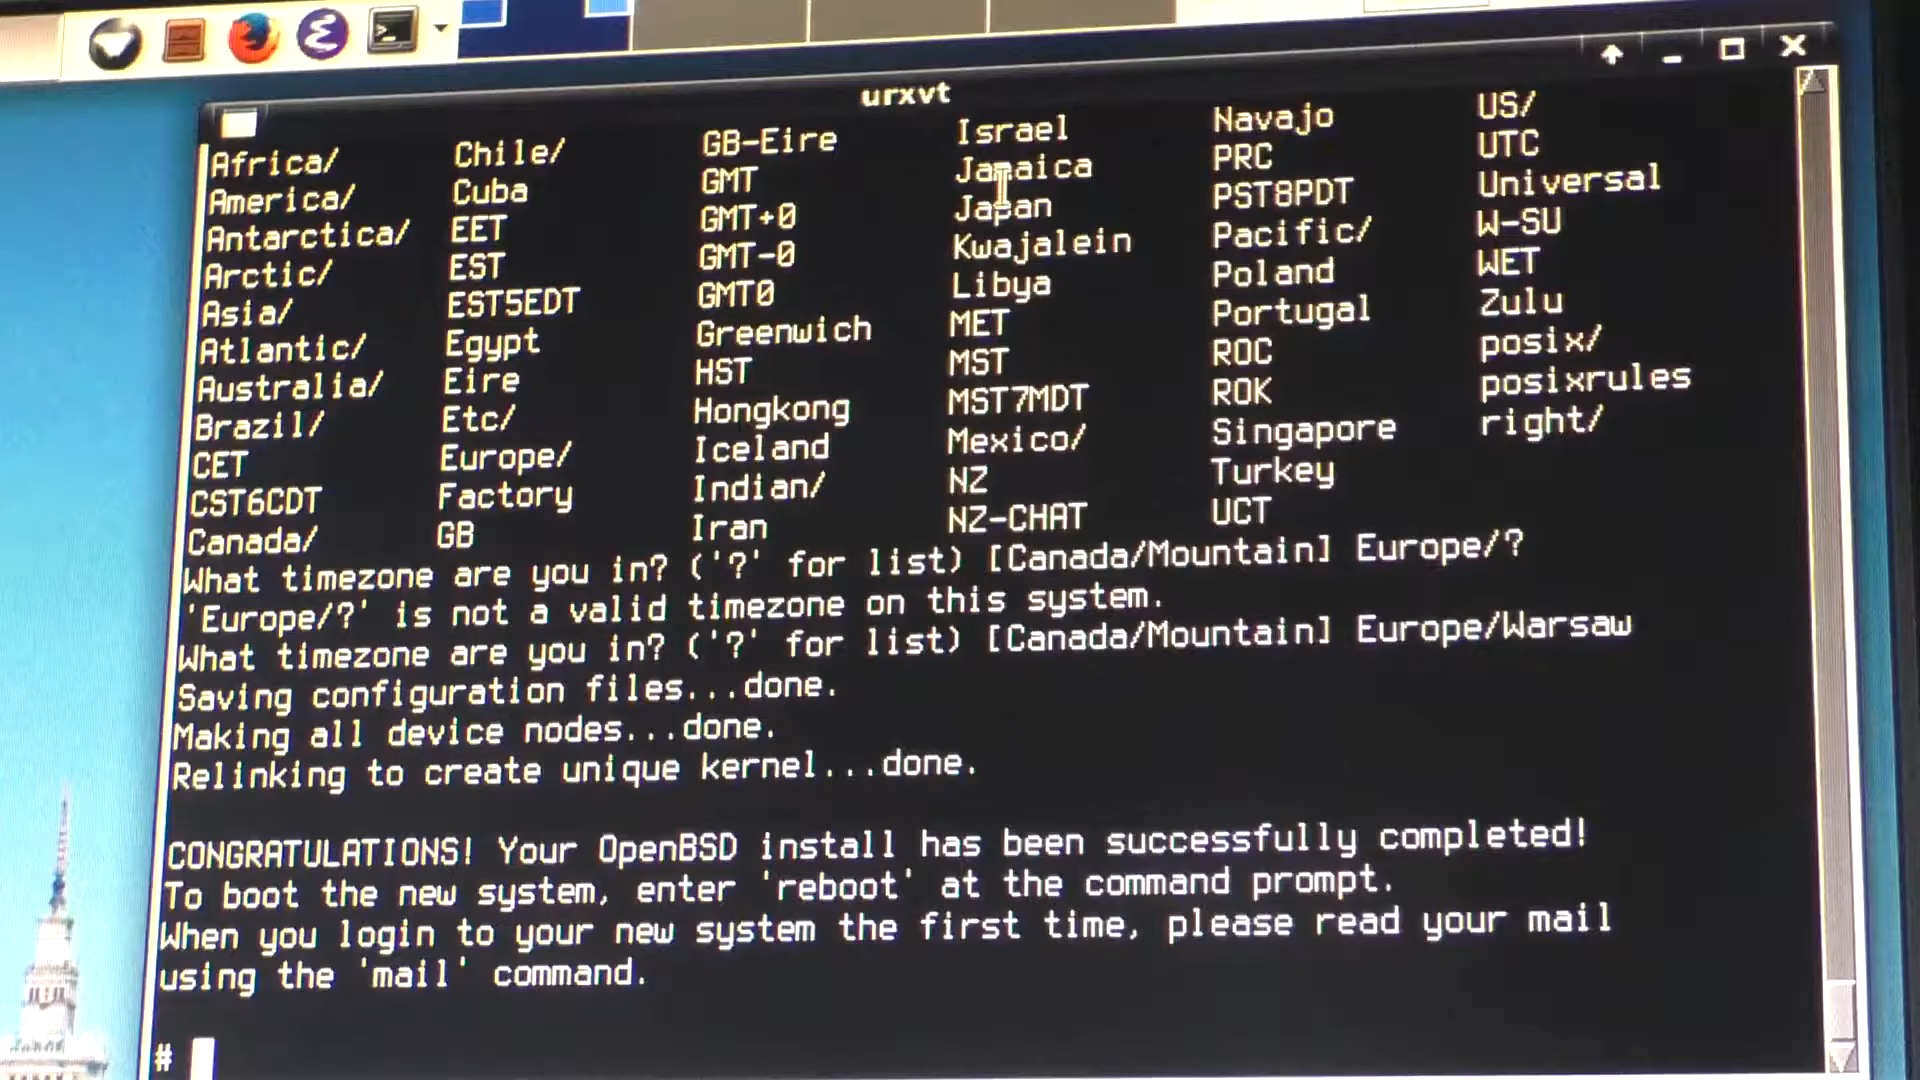 urxvt
Africa/ Chile/ GB-Eire Israel Navajo US/
America/ Cuba GMT Jamaica PRC UTC
Antarctica/ EET GMT+0 Japan PST8PDT Universal
Arctic/ EST GMT-0 Kwajalein Pacific/ W-SU
Asia/ EST5EDT GMT0 Libya Poland WET
Atlantic/ Egypt Greenwich MET Portugal Zulu
Australia/ Eire HST MST ROC posix/
Brazil/ Etc/ Hongkong MST7MDT ROK posixrules
CET Europe/ Iceland Mexico/ Singapore right/
CST6CDT Factory Indian/ NZ Turkey
Canada/ GB Iran NZ-CHAT UCT
What timezone are you in? ('?' for list) [Canada/Mountain] Europe/?
'Europe/?' is not a valid timezone on this system.
What timezone are you in? ('?' for list) [Canada/Mountain] Europe/Warsaw
Saving configuration files...done.
Making all device nodes...done.
Relinking to create unique kernel...done.
CONGRATULATIONS! Your OpenBSD install has been successfully completed!
To boot the new system, enter 'reboot' at the command prompt.
When you login to your new system the first time, please read your mail
using the 'mail' command.
#